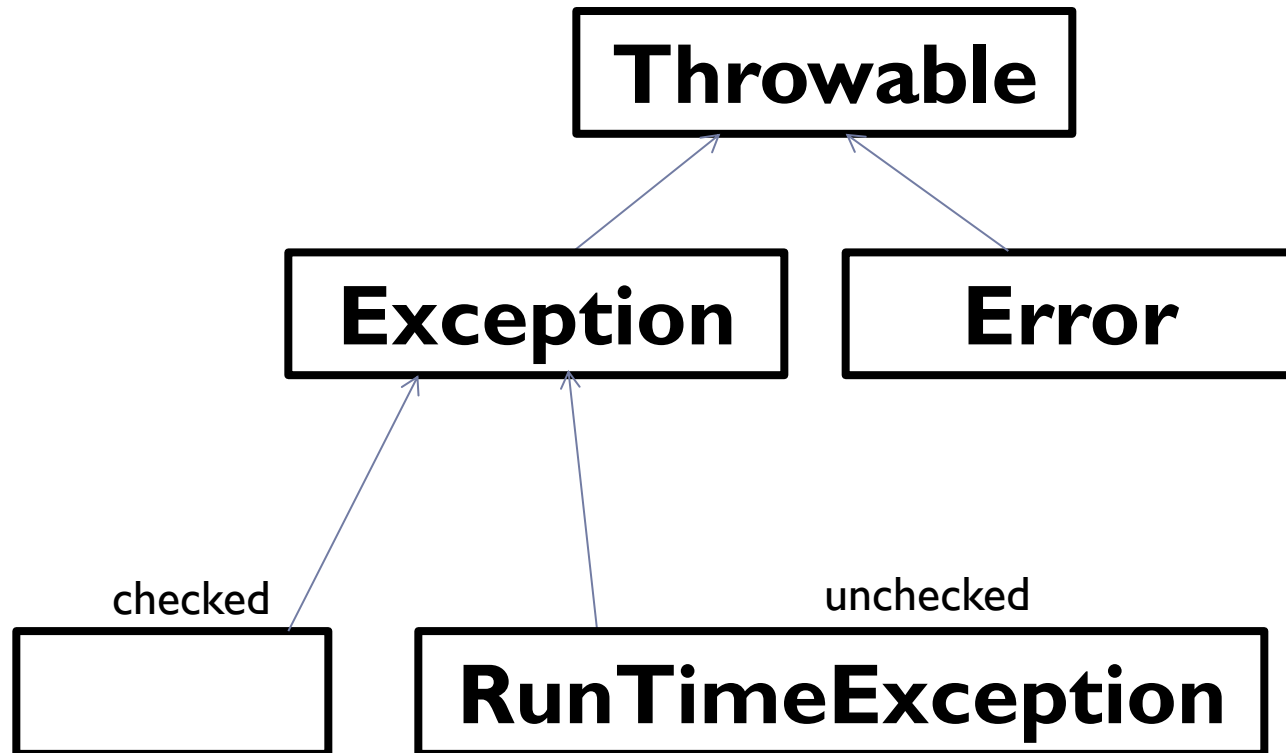 Throwable
Exception
Error
checked
unchecked
RunTimeException